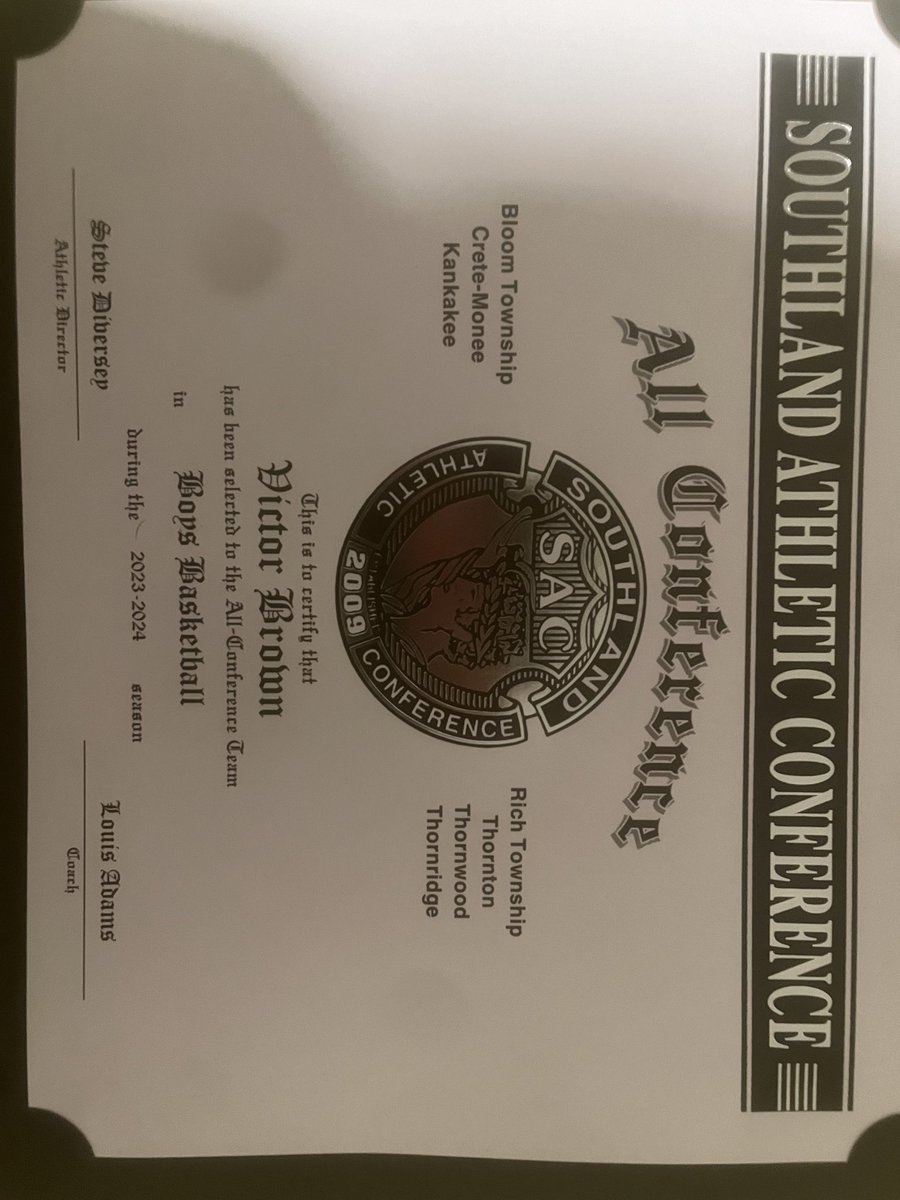 SOUTHLAND ATHLETIC CONFERENCE
All Conference
Bloom Township
Crete-Monee
Kankakee
SOUTHLAND
SAC
ATHLETIC
2009
CONFERENCE
Rich Township
Thornton
Thornwood
Thornridge
This is to certify that
Victor Brown
has been selected to the All-Conference Team
in Boys Basketball
during the 2023-2024 season
Steve Diversey
Athletic Director
Louis Adams
Coach